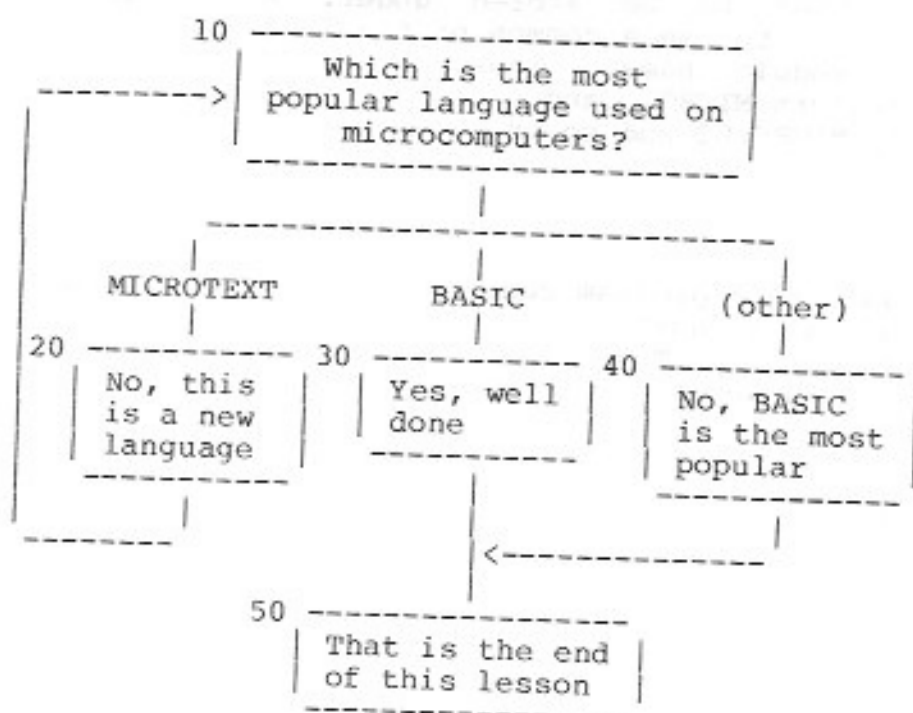 10
Which is the most
popular language used on
microcomputers?
MICROTEXT
BASIC
(other)
20
No, this
is a new
language
30
Yes, well
done
40
No, BASIC
is the most
popular
50
That is the end
of this lesson